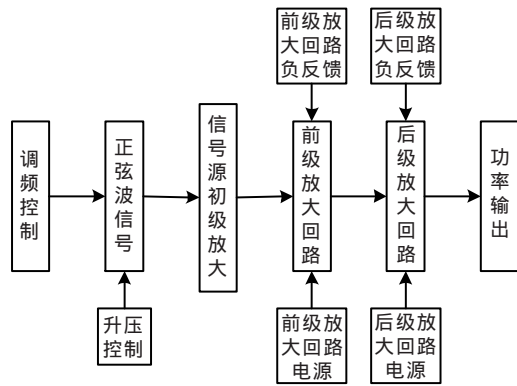 前级放
大回路
负反馈
后级放
大回路
负反馈
调频控制
正弦波信号
信号源初级放大
前级放大回路
后级放大回路
功率输出
升压
控制
前级放
大回路
电源
后级放
大回路
电源